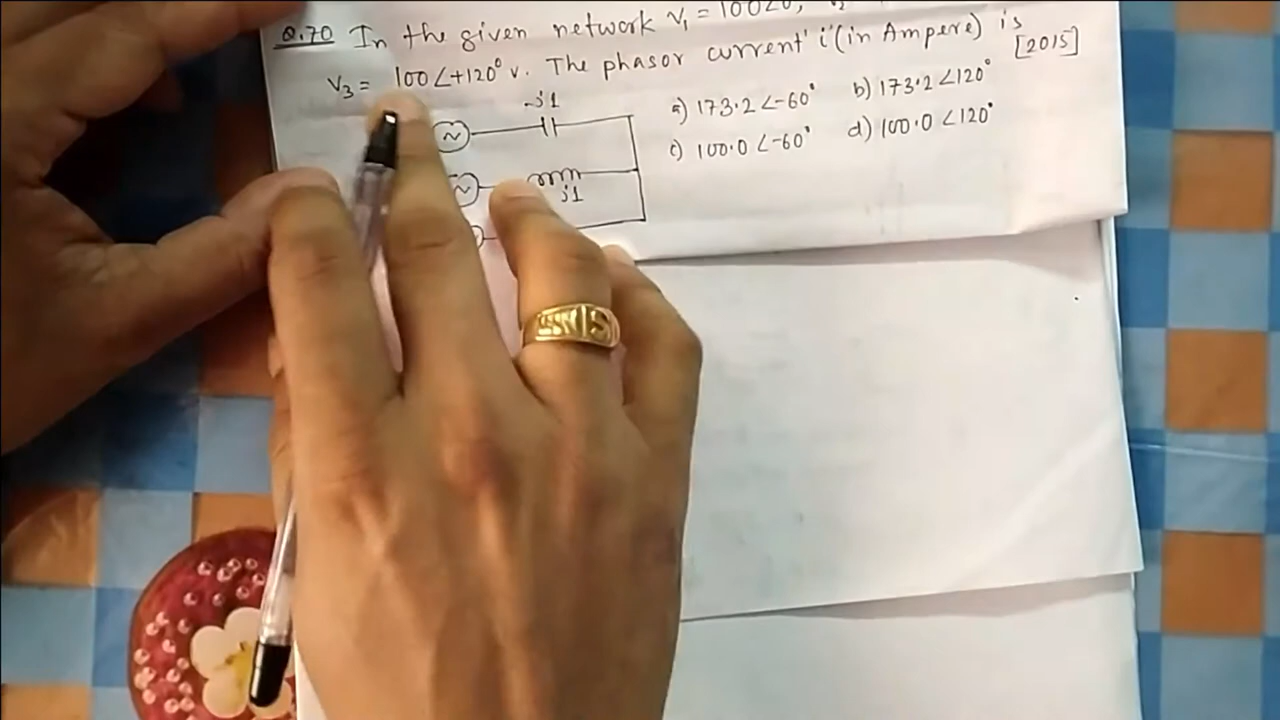 Q.70 In the given network V₁ = 100∠0, V₂
V₃ = 100∠+120° v. The phasor current 'i' (in Ampere) is
[2015]
a) 173.2 ∠-60° b) 173.2 ∠120°
c) 100.0 ∠-60° d) 100.0 ∠120°
-j1
j1